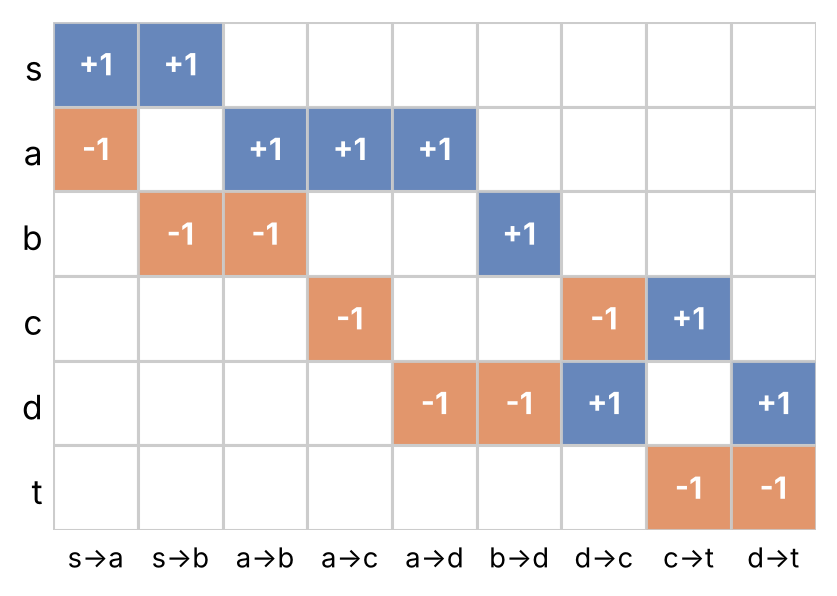 s +1 +1
a -1 +1 +1 +1
b -1 -1 +1
c -1 -1 +1
d -1 -1 +1 +1
t -1 -1
s→a s→b a→b a→c a→d b→d d→c c→t d→t